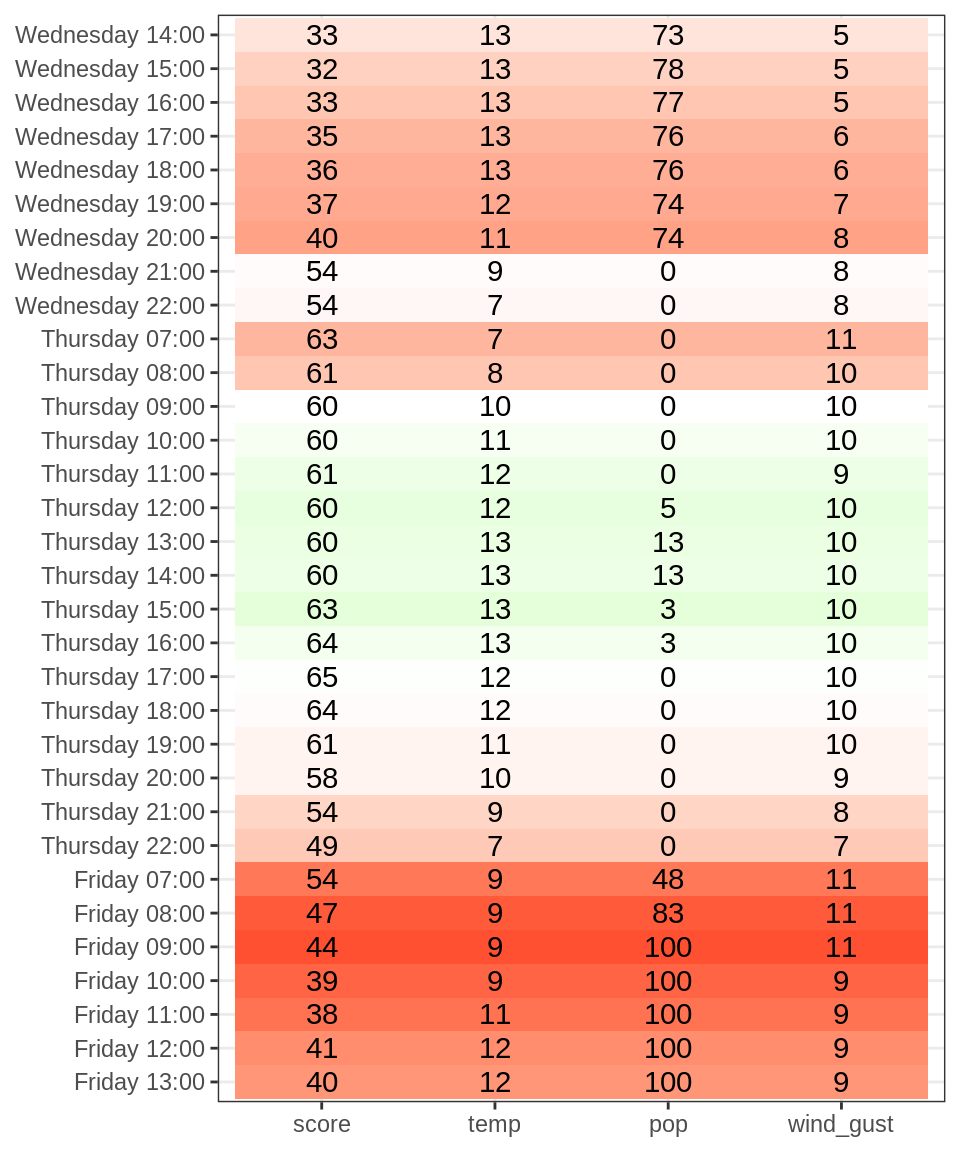 Wednesday 14:00 33 13 73 5
Wednesday 15:00 32 13 78 5
Wednesday 16:00 33 13 77 5
Wednesday 17:00 35 13 76 6
Wednesday 18:00 36 13 76 6
Wednesday 19:00 37 12 74 7
Wednesday 20:00 40 11 74 8
Wednesday 21:00 54 9 0 8
Wednesday 22:00 54 7 0 8
Thursday 07:00 63 7 0 11
Thursday 08:00 61 8 0 10
Thursday 09:00 60 10 0 10
Thursday 10:00 60 11 0 10
Thursday 11:00 61 12 0 9
Thursday 12:00 60 12 5 10
Thursday 13:00 60 13 13 10
Thursday 14:00 60 13 13 10
Thursday 15:00 63 13 3 10
Thursday 16:00 64 13 3 10
Thursday 17:00 65 12 0 10
Thursday 18:00 64 12 0 10
Thursday 19:00 61 11 0 10
Thursday 20:00 58 10 0 9
Thursday 21:00 54 9 0 8
Thursday 22:00 49 7 0 7
Friday 07:00 54 9 48 11
Friday 08:00 47 9 83 11
Friday 09:00 44 9 100 11
Friday 10:00 39 9 100 9
Friday 11:00 38 11 100 9
Friday 12:00 41 12 100 9
Friday 13:00 40 12 100 9
score temp pop wind_gust